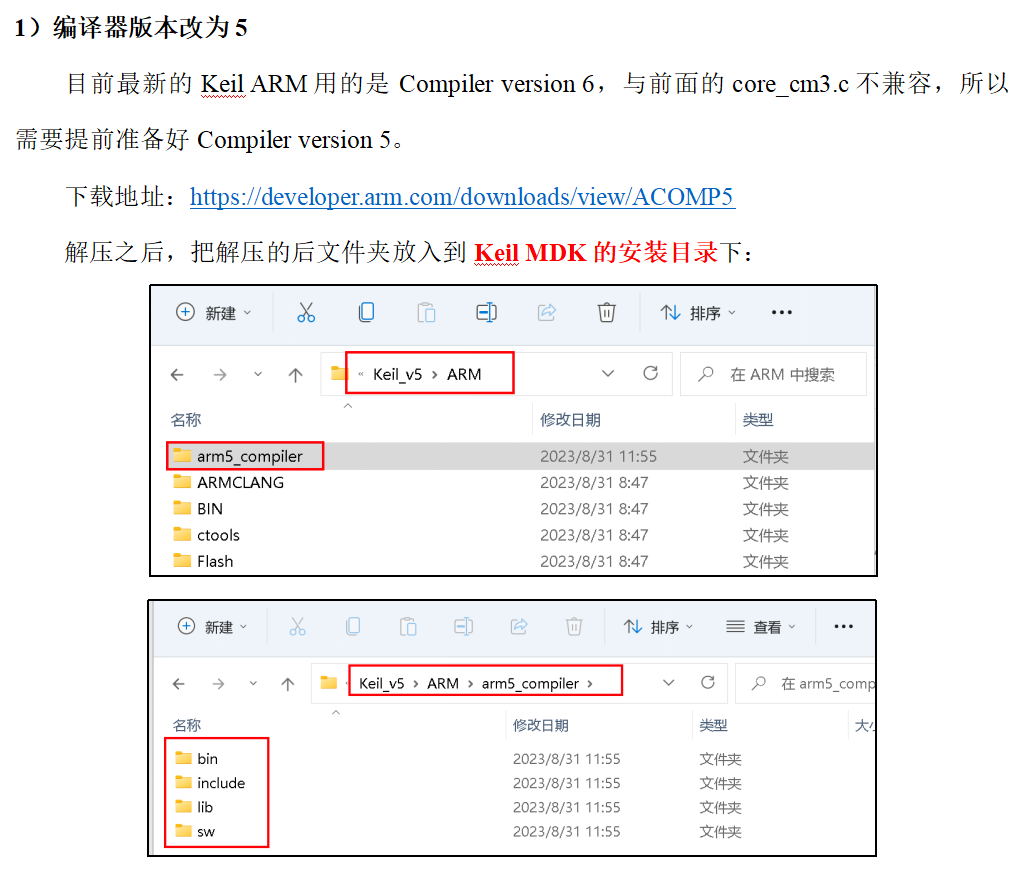 1）编译器版本改为 5
目前最新的 Keil ARM 用的是 Compiler version 6，与前面的 core_cm3.c 不兼容，所以
需要提前准备好 Compiler version 5。
下载地址：https://developer.arm.com/downloads/view/ACOMP5
解压之后，把解压的后文件夹放入到 Keil MDK 的安装目录下：
新建 排序 •••
« Keil_v5 › ARM 在 ARM 中搜索
名称 修改日期 类型
arm5_compiler 2023/8/31 11:55 文件夹
ARMCLANG 2023/8/31 8:47 文件夹
BIN 2023/8/31 8:47 文件夹
ctools 2023/8/31 8:47 文件夹
Flash 2023/8/31 8:47 文件夹
新建 排序 查看 •••
Keil_v5 › ARM › arm5_compiler › 在 arm5_comp
名称 修改日期 类型 大小
bin 2023/8/31 11:55 文件夹
include 2023/8/31 11:55 文件夹
lib 2023/8/31 11:55 文件夹
sw 2023/8/31 11:55 文件夹